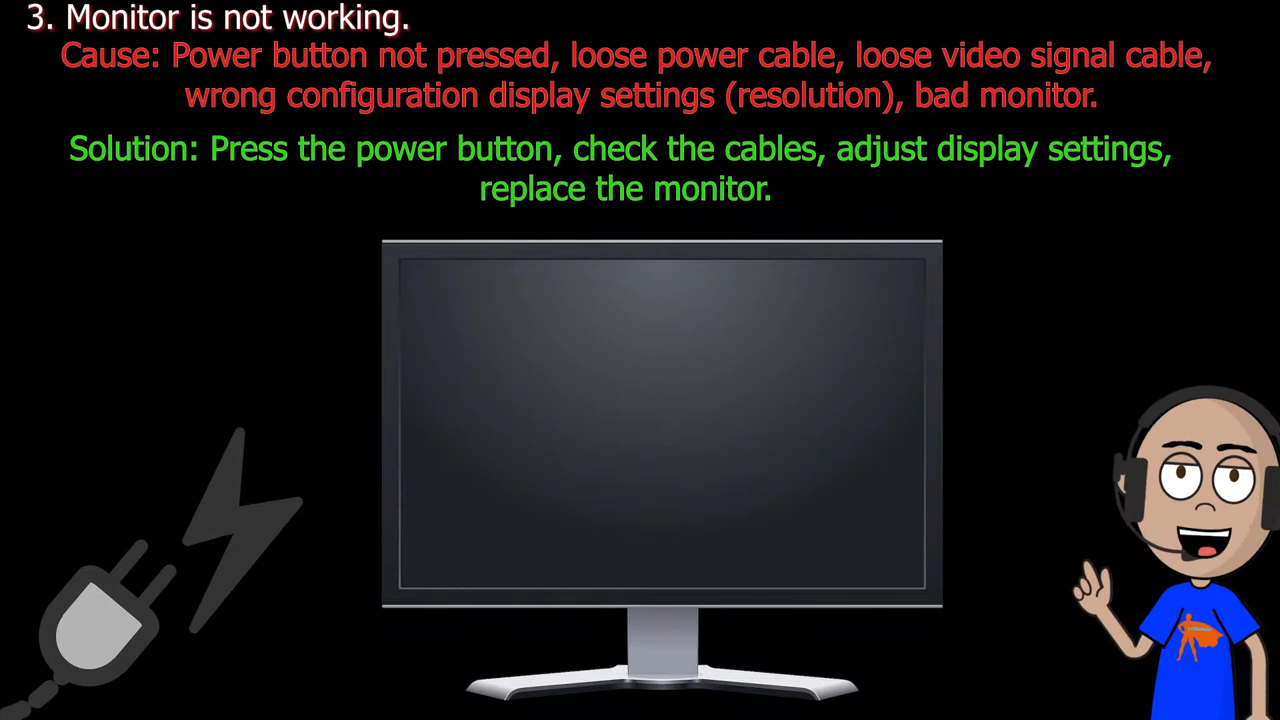 3. Monitor is not working.
Cause: Power button not pressed, loose power cable, loose video signal cable,
wrong configuration display settings (resolution), bad monitor.
Solution: Press the power button, check the cables, adjust display settings,
replace the monitor.